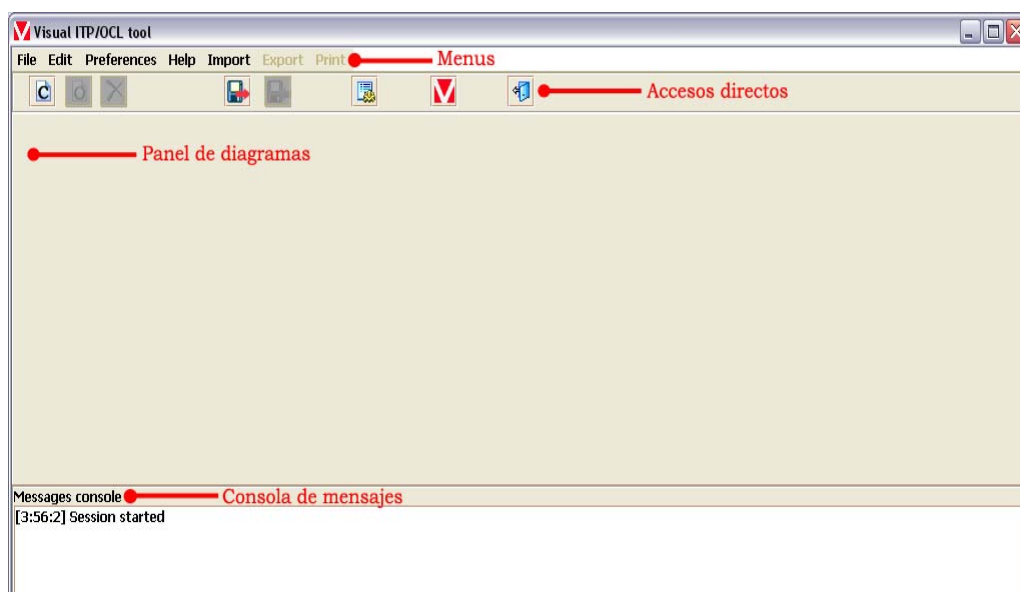 Visual ITP/OCL tool
File Edit Preferences Help Import Export Print Menus
C O Accesos directos
Panel de diagramas
Messages console Consola de mensajes
[3:56:2] Session started